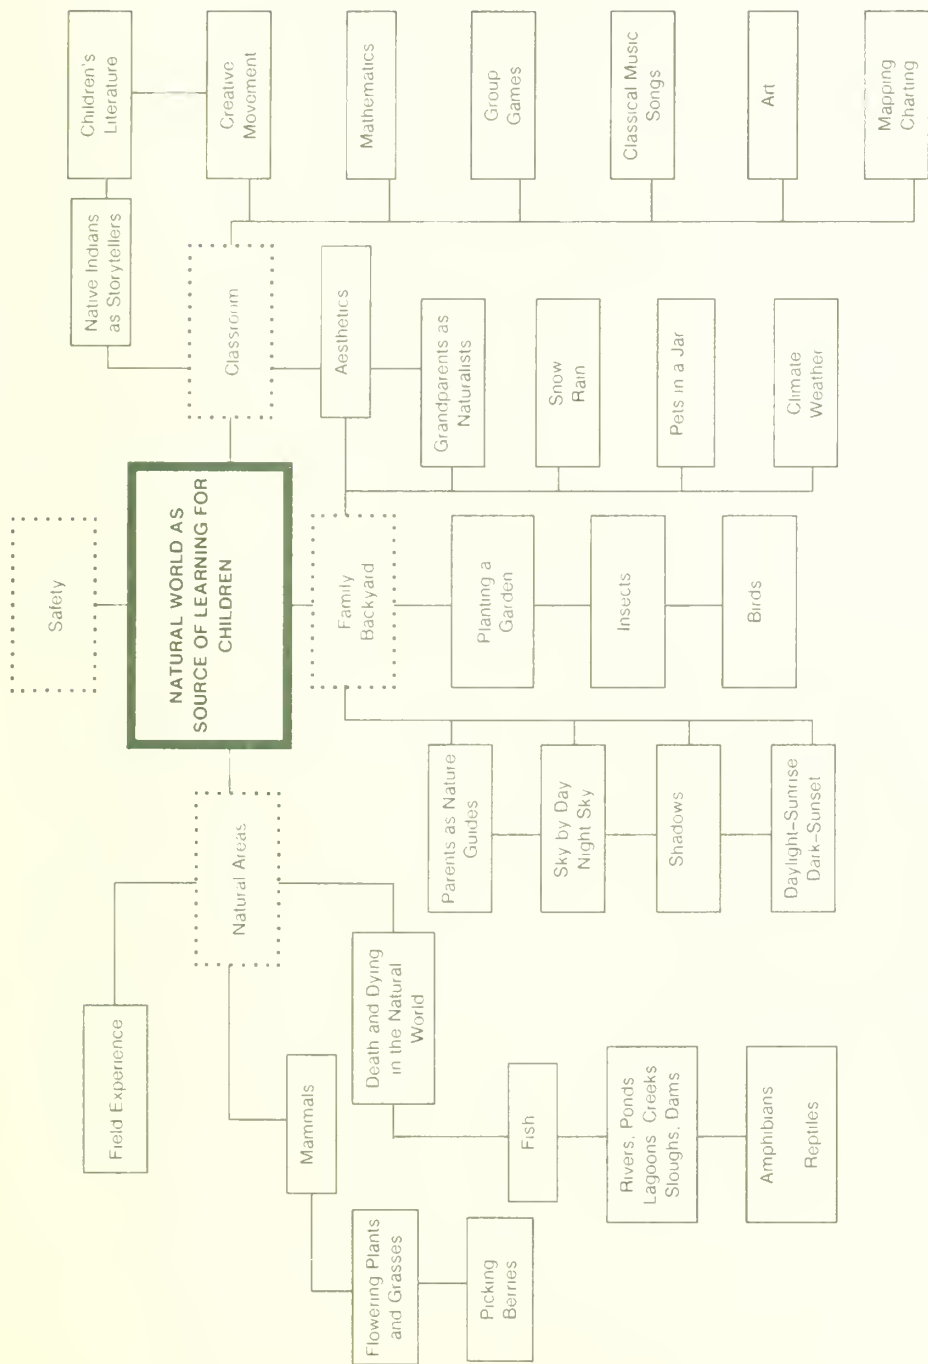 Safety
NATURAL WORLD AS
SOURCE OF LEARNING FOR
CHILDREN
Natural Areas
Field Experience
Mammals
Flowering Plants
and Grasses
Picking
Berries
Death and Dying
in the Natural
World
Fish
Rivers, Ponds
Lagoons, Creeks
Sloughs, Dams
Amphibians
Reptiles
Family
Backyard
Parents as Nature
Guides
Sky by Day
Night Sky
Shadows
Daylight–Sunrise
Dark–Sunset
Planting a
Garden
Insects
Birds
Classroom
Aesthetics
Grandparents as
Naturalists
Snow
Rain
Pets in a Jar
Climate
Weather
Native Indians
as Storytellers
Children's
Literature
Creative
Movement
Mathematics
Group
Games
Classical Music
Songs
Art
Mapping
Charting